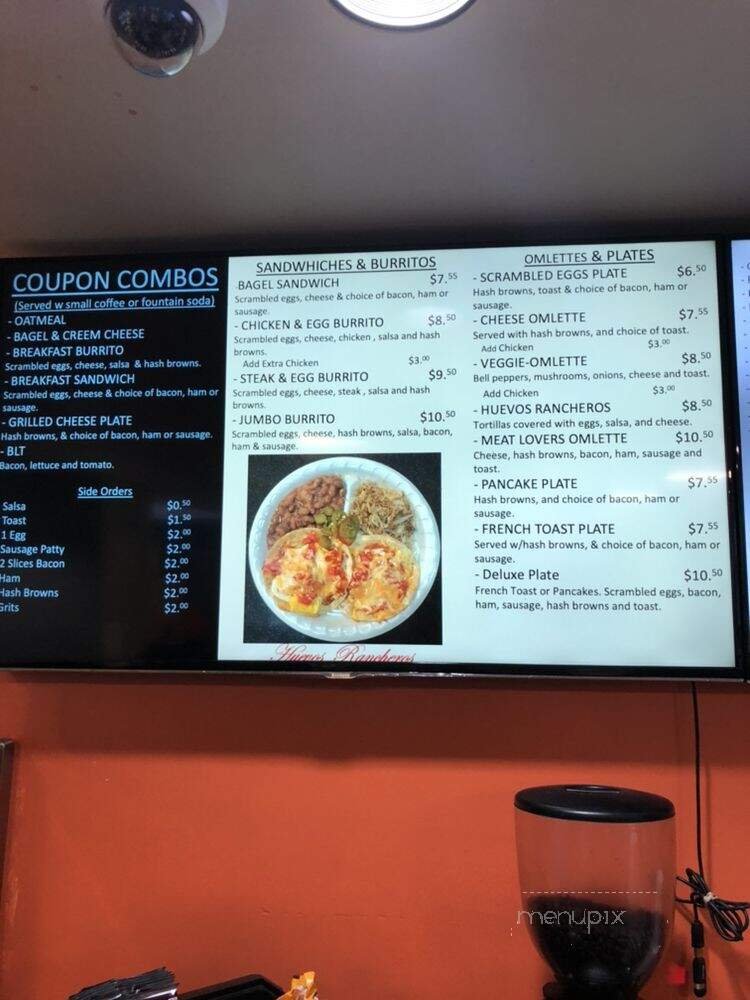 COUPON COMBOS
(Served w small coffee or fountain soda)
- OATMEAL
- BAGEL & CREEM CHEESE
- BREAKFAST BURRITO
Scrambled eggs, cheese, salsa & hash browns.
- BREAKFAST SANDWICH
Scrambled eggs, cheese & choice of bacon, ham or
sausage.
- GRILLED CHEESE PLATE
Hash browns, & choice of bacon, ham or sausage.
- BLT
Bacon, lettuce and tomato.
Side Orders
Salsa $0.50
Toast $1.50
1 Egg $2.00
Sausage Patty $2.00
2 Slices Bacon $2.00
Ham $2.00
Hash Browns $2.00
Grits $2.00
SANDWHICHES & BURRITOS
-BAGEL SANDWICH $7.55
Scrambled eggs, cheese & choice of bacon, ham or
sausage.
- CHICKEN & EGG BURRITO $8.50
Scrambled eggs, cheese, chicken , salsa and hash
browns.
Add Extra Chicken $3.00
- STEAK & EGG BURRITO $9.50
Scrambled eggs, cheese, steak , salsa and hash
browns.
- JUMBO BURRITO $10.50
Scrambled eggs, cheese, hash browns, salsa, bacon,
ham & sausage.
Huevos Rancheros
OMLETTES & PLATES
- SCRAMBLED EGGS PLATE $6.50
Hash browns, toast & choice of bacon, ham or
sausage.
- CHEESE OMLETTE $7.55
Served with hash browns, and choice of toast.
Add Chicken $3.00
- VEGGIE-OMLETTE $8.50
Bell peppers, mushrooms, onions, cheese and toast.
Add Chicken $3.00
- HUEVOS RANCHEROS $8.50
Tortillas covered with eggs, salsa, and cheese.
- MEAT LOVERS OMLETTE $10.50
Cheese, hash browns, bacon, ham, sausage and
toast.
- PANCAKE PLATE $7.55
Hash browns, and choice of bacon, ham or
sausage.
- FRENCH TOAST PLATE $7.55
Served w/hash browns, & choice of bacon, ham or
sausage.
- Deluxe Plate $10.50
French Toast or Pancakes. Scrambled eggs, bacon,
ham, sausage, hash browns and toast.
menupix